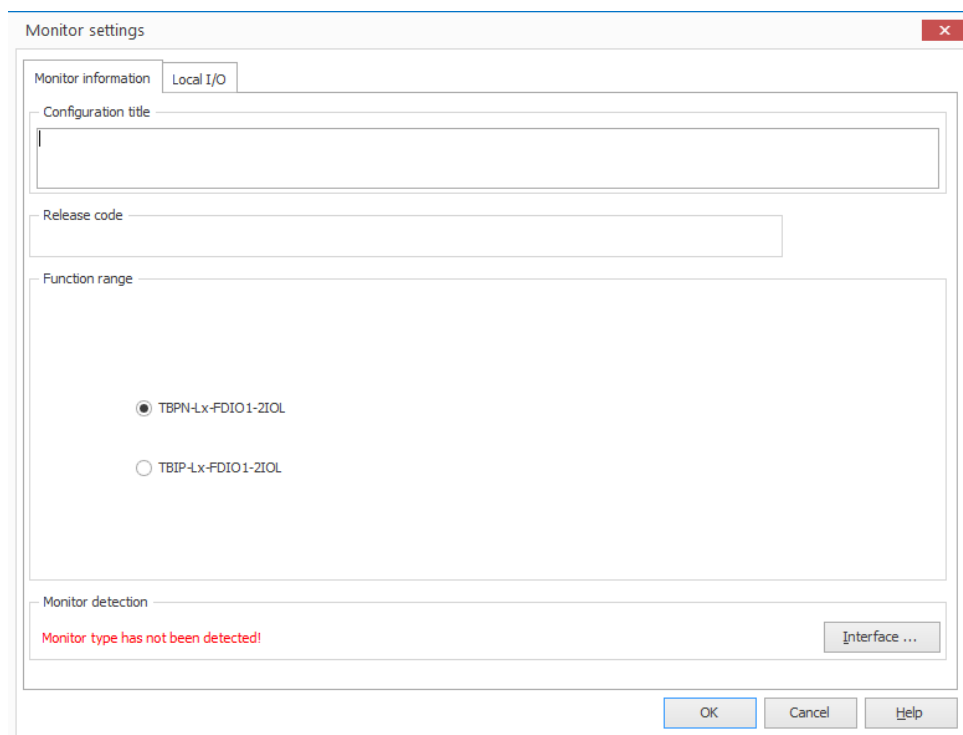 Monitor settings
Monitor information
Local I/O
Configuration title
Release code
Function range
TBPN-Lx-FDIO1-2IOL
TBIP-Lx-FDIO1-2IOL
Monitor detection
Monitor type has not been detected!
Interface ...
OK
Cancel
Help